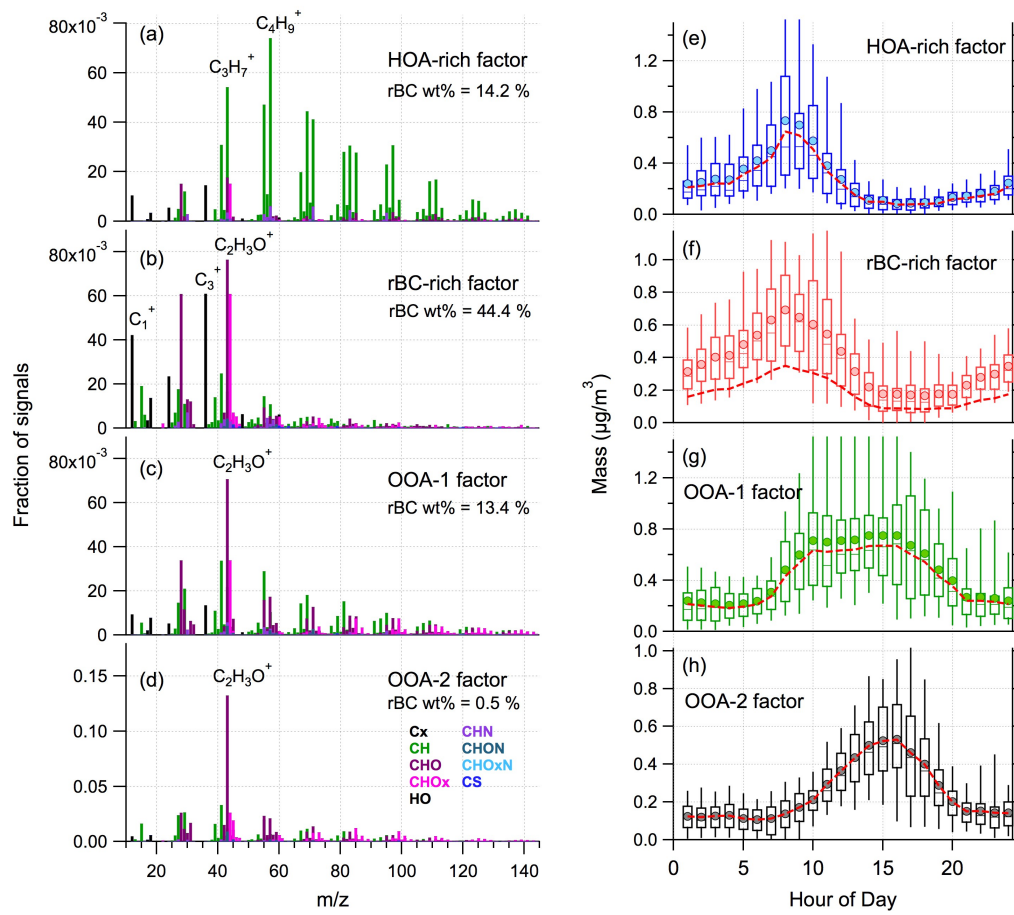 Fraction of signals
(a)
C₄H₉⁺
C₃H₇⁺
HOA-rich factor
rBC wt% = 14.2 %
80x10⁻³
60
40
20
0
(b)
C₂H₃O⁺
C₃⁺
C₁⁺
rBC-rich factor
rBC wt% = 44.4 %
80x10⁻³
60
40
20
0
(c)
C₂H₃O⁺
OOA-1 factor
rBC wt% = 13.4 %
80x10⁻³
60
40
20
0
(d)
C₂H₃O⁺
OOA-2 factor
rBC wt% = 0.5 %
Cx CHN
CH CHON
CHO CHOxN
CHOx CS
HO
0.15
0.10
0.05
0.00
20 40 60 80 100 120 140
m/z
Mass (µg/m³)
(e)
HOA-rich factor
1.2
0.8
0.4
0.0
(f)
rBC-rich factor
1.0
0.8
0.6
0.4
0.2
0.0
(g)
OOA-1 factor
1.2
0.8
0.4
0.0
(h)
OOA-2 factor
1.0
0.8
0.6
0.4
0.2
0.0
0 5 10 15 20
Hour of Day